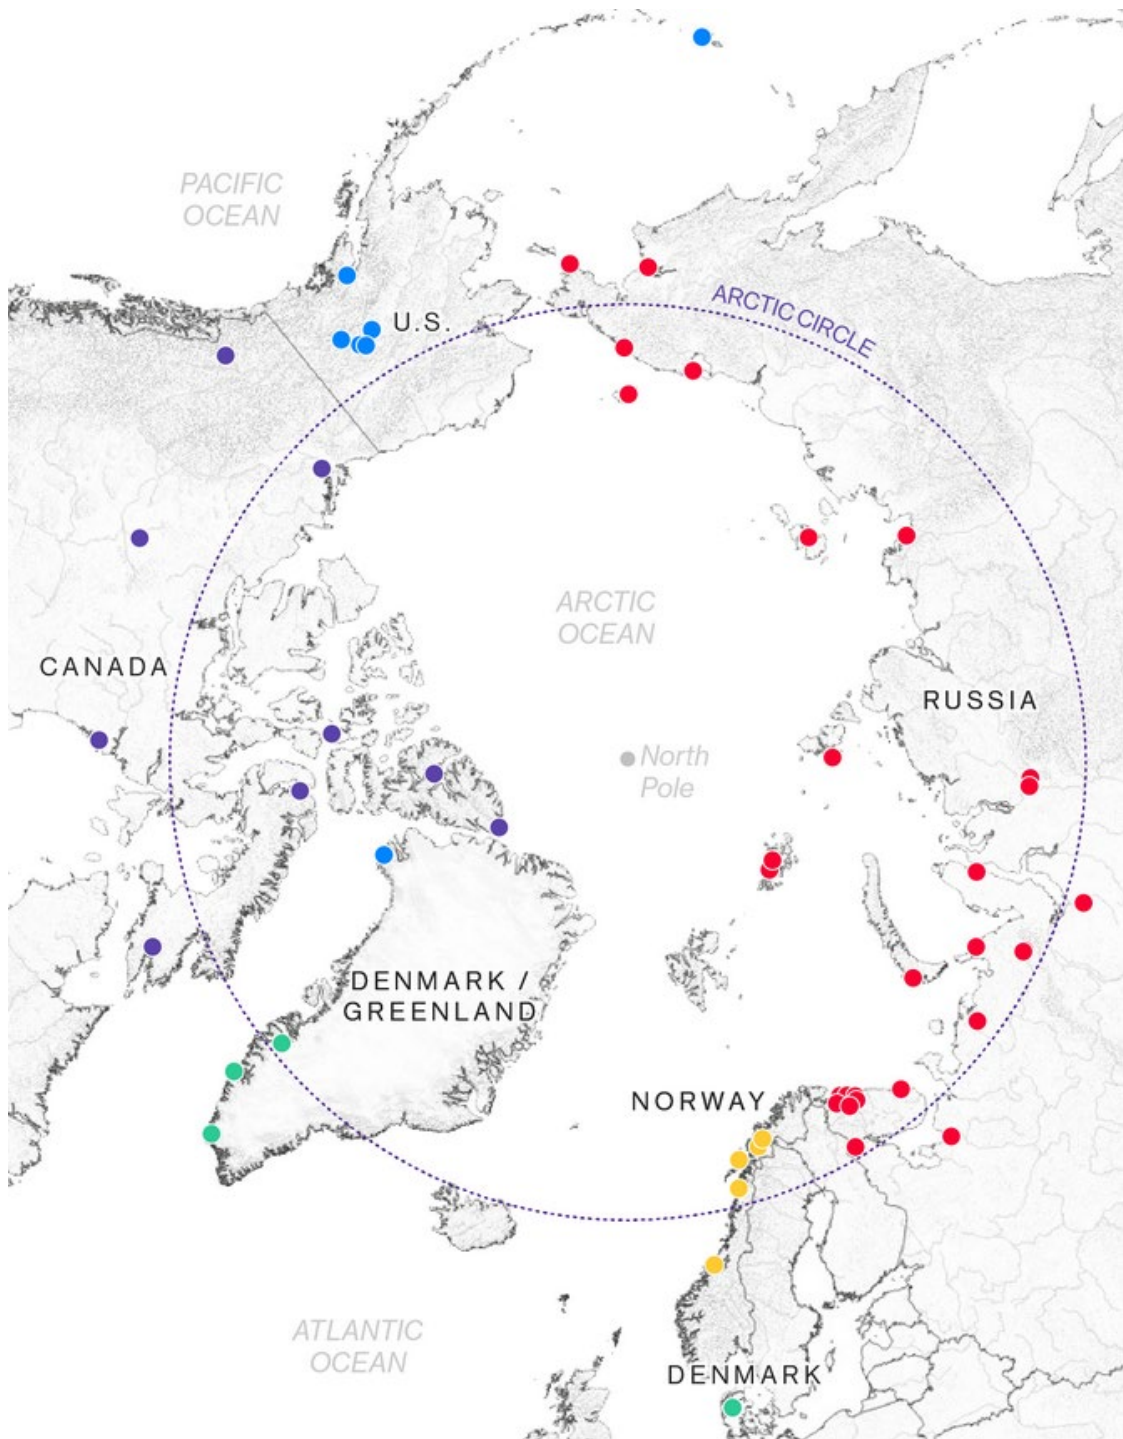 PACIFIC
OCEAN
U.S.
ARCTIC CIRCLE
ARCTIC
OCEAN
CANADA
RUSSIA
North
Pole
DENMARK /
GREENLAND
NORWAY
ATLANTIC
OCEAN
DENMARK